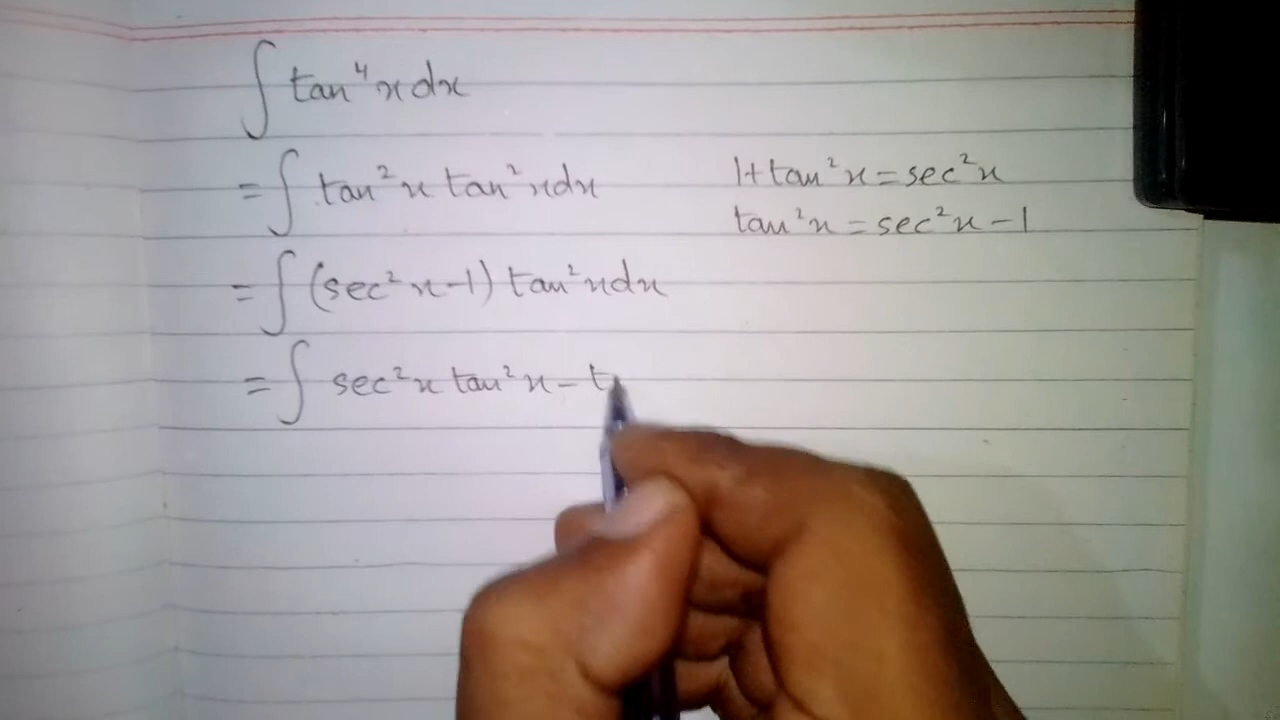 ∫ tan⁴x dx
= ∫ tan²x tan²x dx
1+tan²x = sec²x
tan²x = sec²x − 1
= ∫ (sec²x−1) tan²x dx
= ∫ sec²x tan²x − t